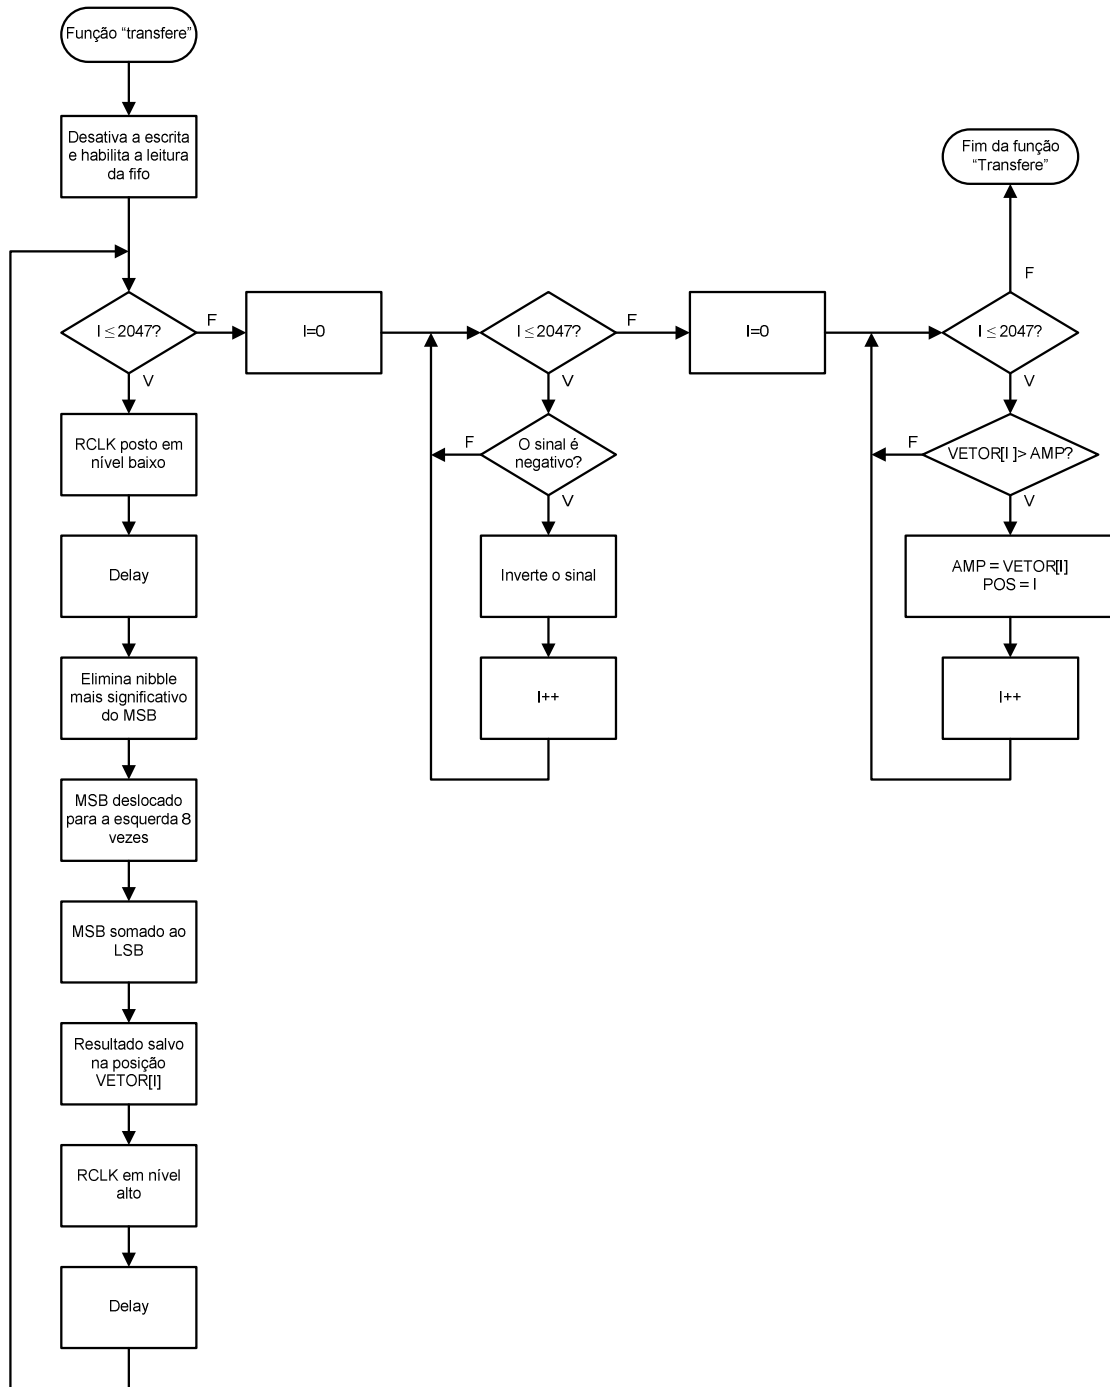 Função “transfere”
Desativa a escrita
e habilita a leitura
da fifo
I ≤ 2047?
F
V
RCLK posto em
nível baixo
Delay
Elimina nibble
mais significativo
do MSB
MSB deslocado
para a esquerda 8
vezes
MSB somado ao
LSB
Resultado salvo
na posição
VETOR[I]
RCLK em nível
alto
Delay
I=0
I ≤ 2047?
F
V
O sinal é
negativo?
F
V
Inverte o sinal
I++
I=0
I ≤ 2047?
F
V
VETOR[I ]> AMP?
F
V
AMP = VETOR[I]
POS = I
I++
Fim da função
“Transfere”